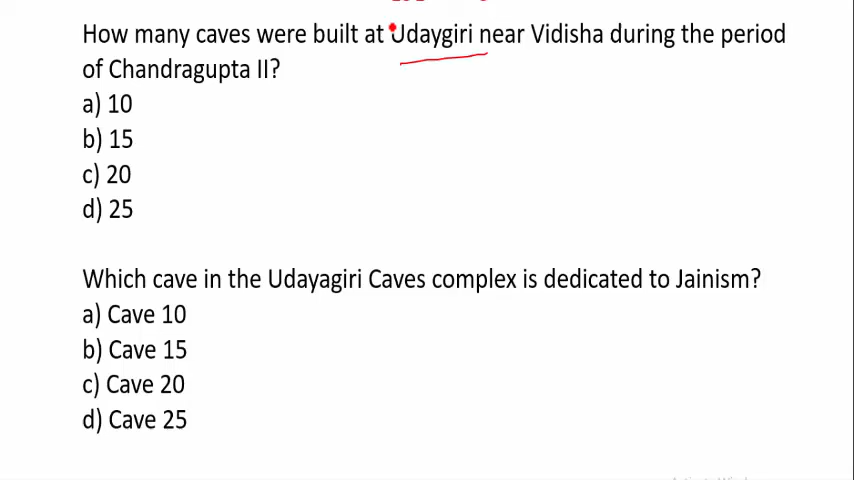 How many caves were built at Udaygiri near Vidisha during the period
of Chandragupta II?
a) 10
b) 15
c) 20
d) 25
Which cave in the Udayagiri Caves complex is dedicated to Jainism?
a) Cave 10
b) Cave 15
c) Cave 20
d) Cave 25